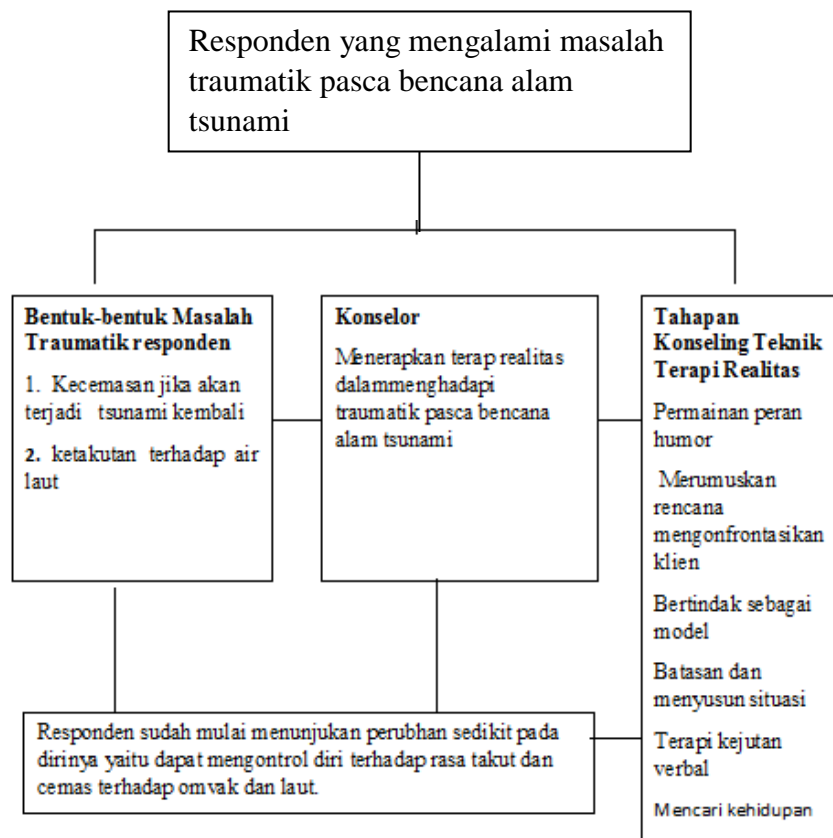 Responden yang mengalami masalah
traumatik pasca bencana alam
tsunami
Bentuk-bentuk Masalah
Traumatik responden
1. Kecemasan jika akan
terjadi tsunami kembali
2. ketakutan terhadap air
laut
Konselor
Menerapkan terap realitas
dalammenghadapi
traumatik pasca bencana
alam tsunami
Tahapan
Konseling Teknik
Terapi Realitas
Permainan peran
humor
Merumuskan
rencana
mengonfrontasikan
klien
Bertindak sebagai
model
Batasan dan
menyusun situasi
Terapi kejutan
verbal
Mencari kehidupan
Responden sudah mulai menunjukan perubhan sedikit pada
dirinya yaitu dapat mengontrol diri terhadap rasa takut dan
cemas terhadap omvak dan laut.